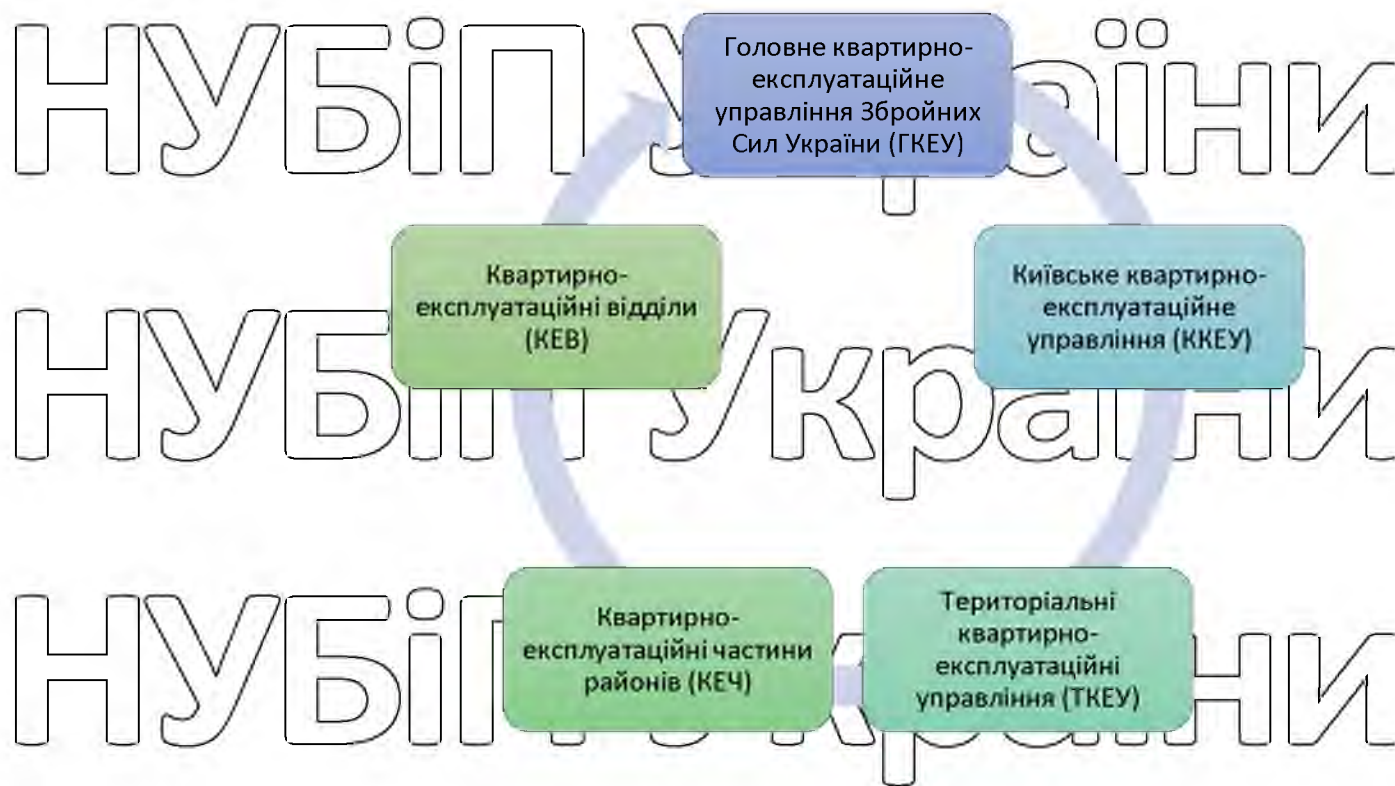 НУБіП України
Головне квартирно-
експлуатаційне
управління Збройних
Сил України (ГКЕУ)
Квартирно-
експлуатаційні відділи
(КЕВ)
Київське квартирно-
експлуатаційне
управління (ККЕУ)
НУБіП України
Квартирно-
експлуатаційні частини
районів (КЕЧ)
Територіальні
квартирно-
експлуатаційні
управління (ТКЕУ)
НУБіП України